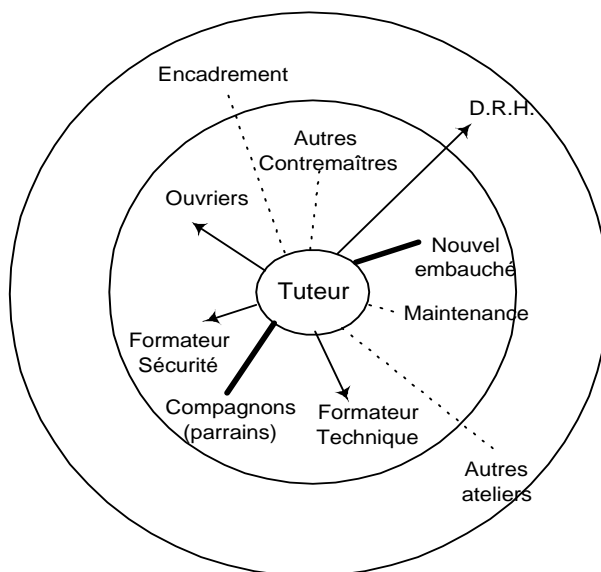 Encadrement
D.R.H.
Autres
Contremaîtres
Ouvriers
Nouvel
embauché
Tuteur
Maintenance
Formateur
Sécurité
Compagnons
(parrains)
Formateur
Technique
Autres
ateliers